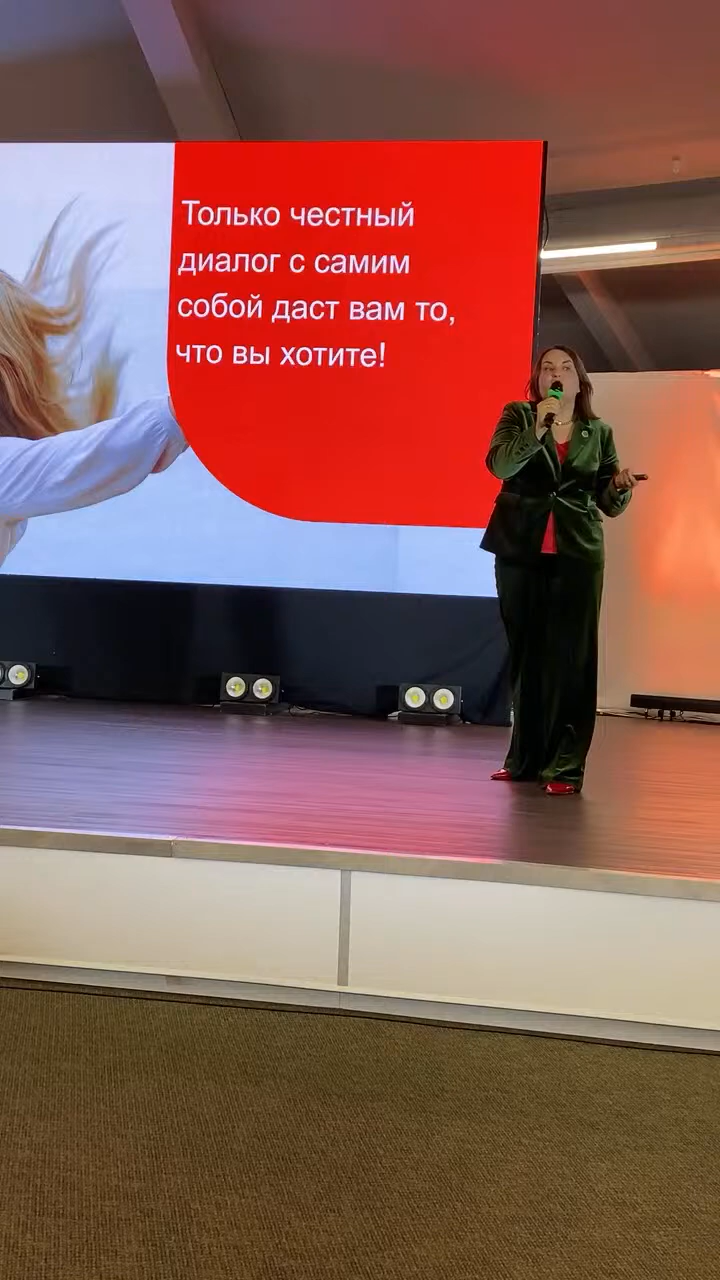 Только честный
диалог с самим
собой даст вам то,
что вы хотите!